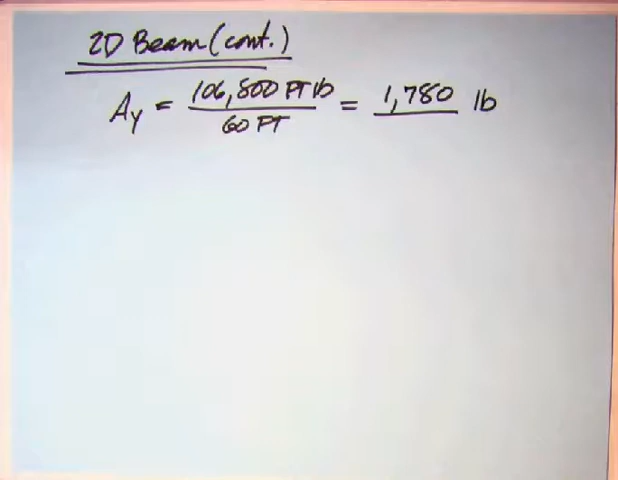 2D Beam (cont.)
Ay = 106,800 FT lb / 60 FT = 1,780 lb